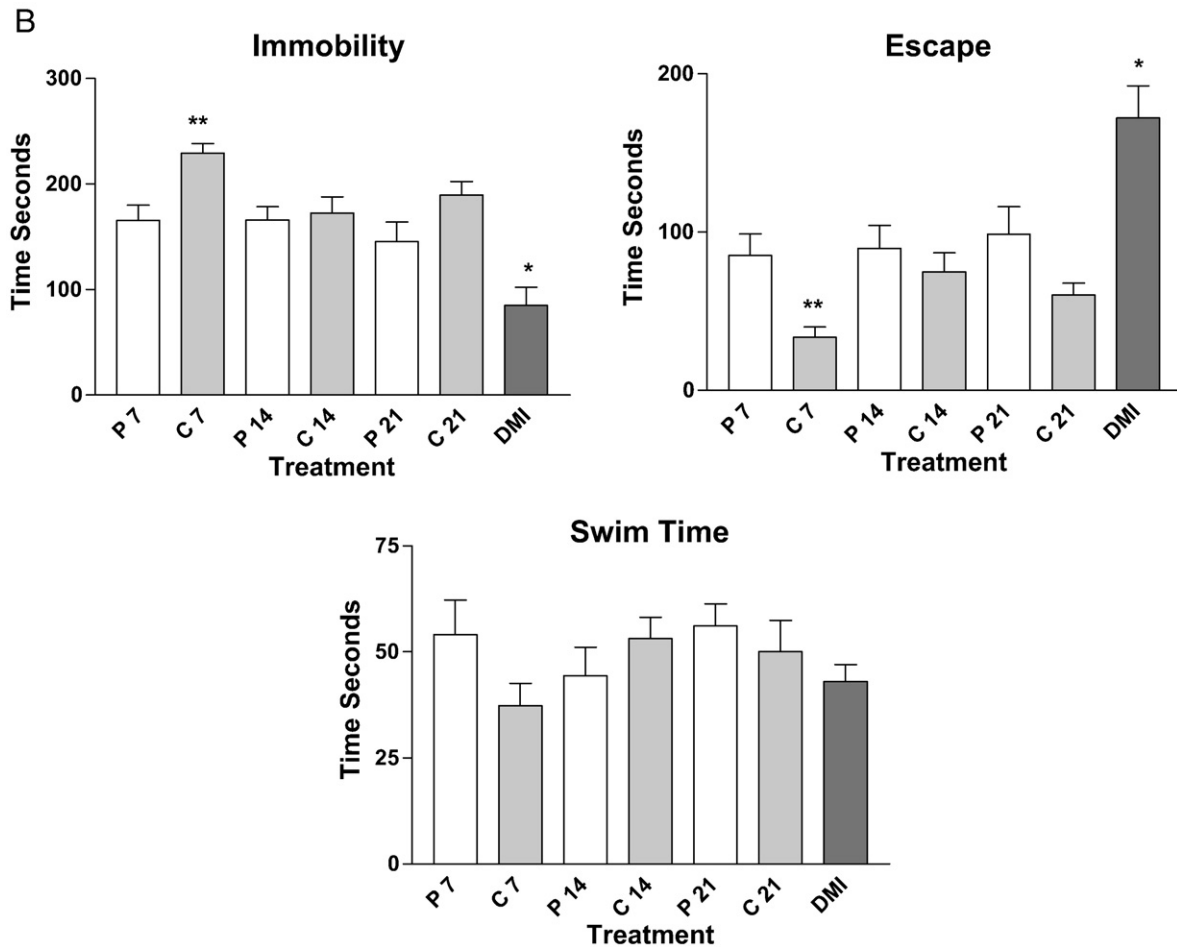 B
Immobility
Time Seconds
300
200
100
0
**
*
P 7
C 7
P 14
C 14
P 21
C 21
DMI
Treatment
Escape
Time Seconds
200
100
0
**
*
P 7
C 7
P 14
C 14
P 21
C 21
DMI
Treatment
Swim Time
Time Seconds
75
50
25
0
P 7
C 7
P 14
C 14
P 21
C 21
DMI
Treatment